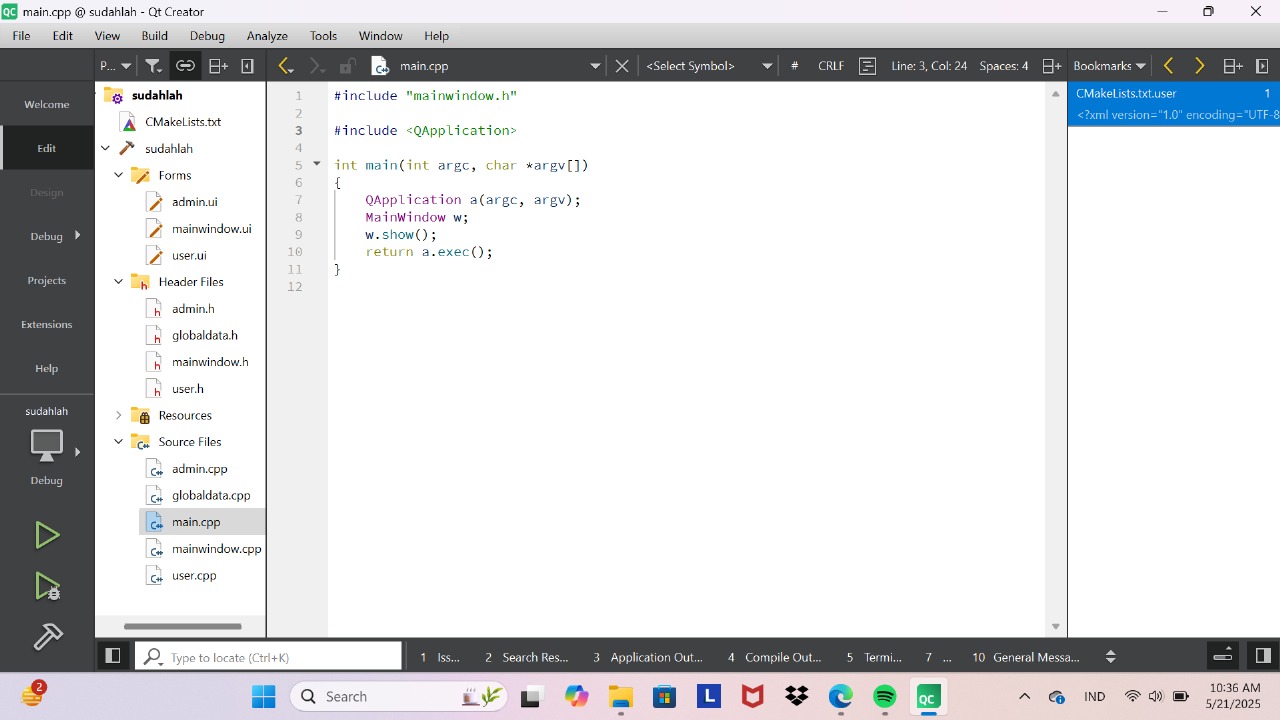 main.cpp @ sudahlah - Qt Creator
File Edit View Build Debug Analyze Tools Window Help
P... main.cpp <Select Symbol> # CRLF Line: 3, Col: 24 Spaces: 4 Bookmarks
Welcome
Edit
Design
Debug
Projects
Extensions
Help
sudahlah
Debug
sudahlah
CMakeLists.txt
sudahlah
Forms
admin.ui
mainwindow.ui
user.ui
Header Files
admin.h
globaldata.h
mainwindow.h
user.h
Resources
Source Files
admin.cpp
globaldata.cpp
main.cpp
mainwindow.cpp
user.cpp
1 #include "mainwindow.h"
2
3 #include <QApplication>
4
5 int main(int argc, char *argv[])
6 {
7 QApplication a(argc, argv);
8 MainWindow w;
9 w.show();
10 return a.exec();
11 }
12
CMakeLists.txt.user 1
<?xml version="1.0" encoding="UTF-8
Type to locate (Ctrl+K) 1 Iss... 2 Search Res... 3 Application Out... 4 Compile Out... 5 Termi... 7 ... 10 General Messa...
2 Search L QC IND 10:36 AM
5/21/2025